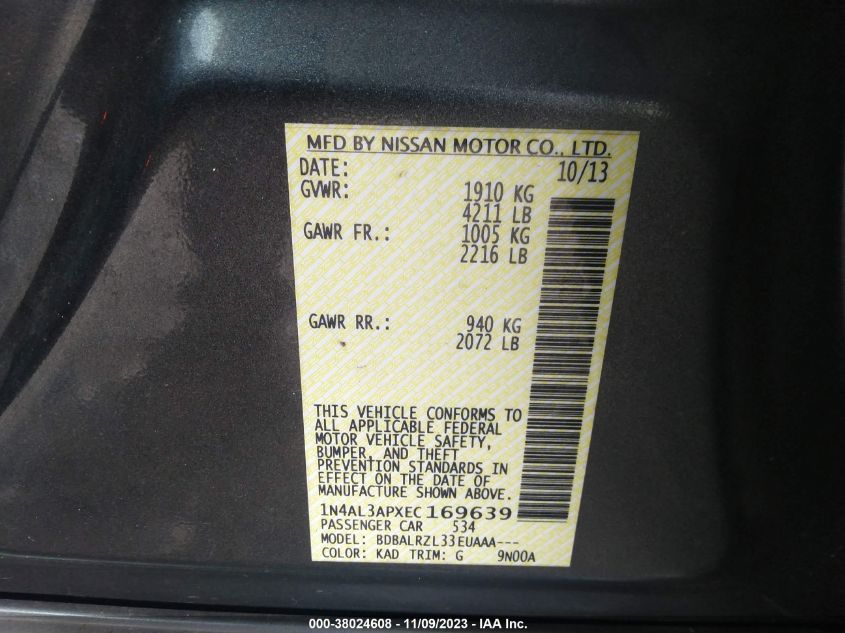 MFD BY NISSAN MOTOR CO., LTD.
DATE: 10/13
GVWR: 1910 KG
4211 LB
GAWR FR.: 1005 KG
2216 LB
GAWR RR.: 940 KG
2072 LB
THIS VEHICLE CONFORMS TO
ALL APPLICABLE FEDERAL
MOTOR VEHICLE SAFETY,
BUMPER, AND THEFT
PREVENTION STANDARDS IN
EFFECT ON THE DATE OF
MANUFACTURE SHOWN ABOVE.
1N4AL3APXEC169639
PASSENGER CAR 534
MODEL: BDBALRZL33EUAAA---
COLOR: KAD TRIM: G 9N00A
000-38024608 - 11/09/2023 - IAA Inc.